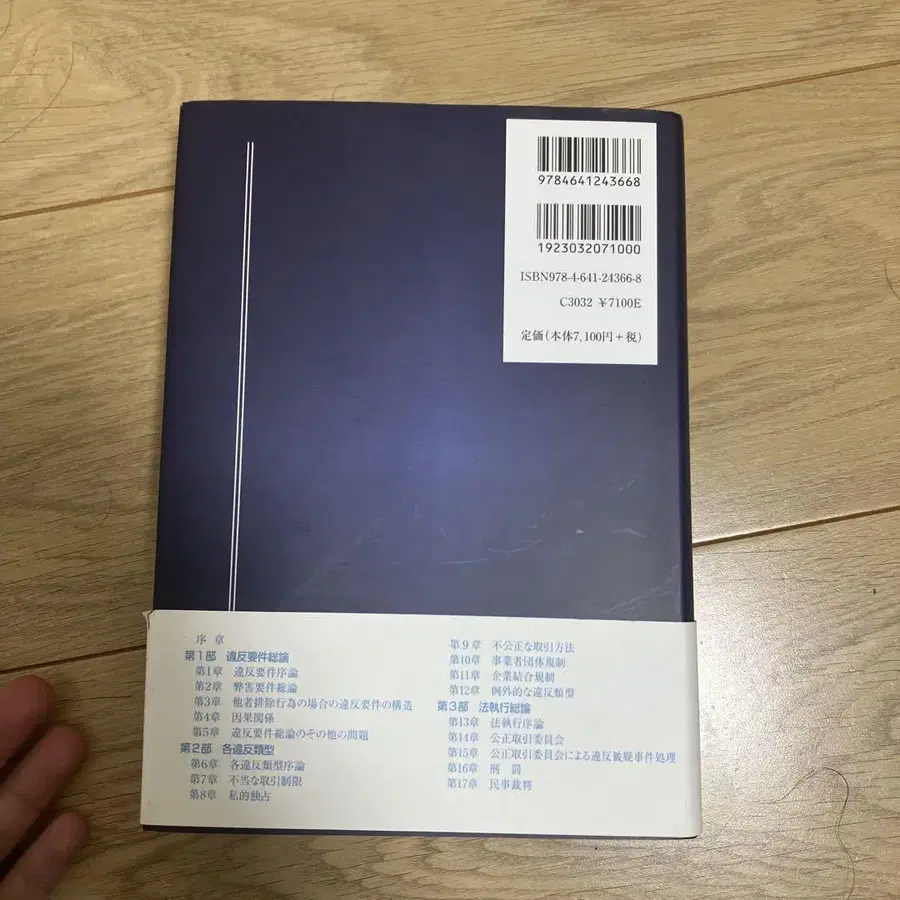 9784641243668
1923032071000
ISBN978-4-641-24366-8
C3032 ¥7100E
定価(本体7,100円+税)
序 章
第1部 違反要件総論
第1章 違反要件序論
第2章 弊害要件総論
第3章 他者排除行為の場合の違反要件の構造
第4章 因果関係
第5章 違反要件総論のその他の問題
第2部 各違反類型
第6章 各違反類型序論
第7章 不当な取引制限
第8章 私的独占
第9章 不公正な取引方法
第10章 事業者団体規制
第11章 企業結合規制
第12章 例外的な違反類型
第3部 法執行総論
第13章 法執行序論
第14章 公正取引委員会
第15章 公正取引委員会による違反被疑事件処理
第16章 刑 罰
第17章 民事裁判